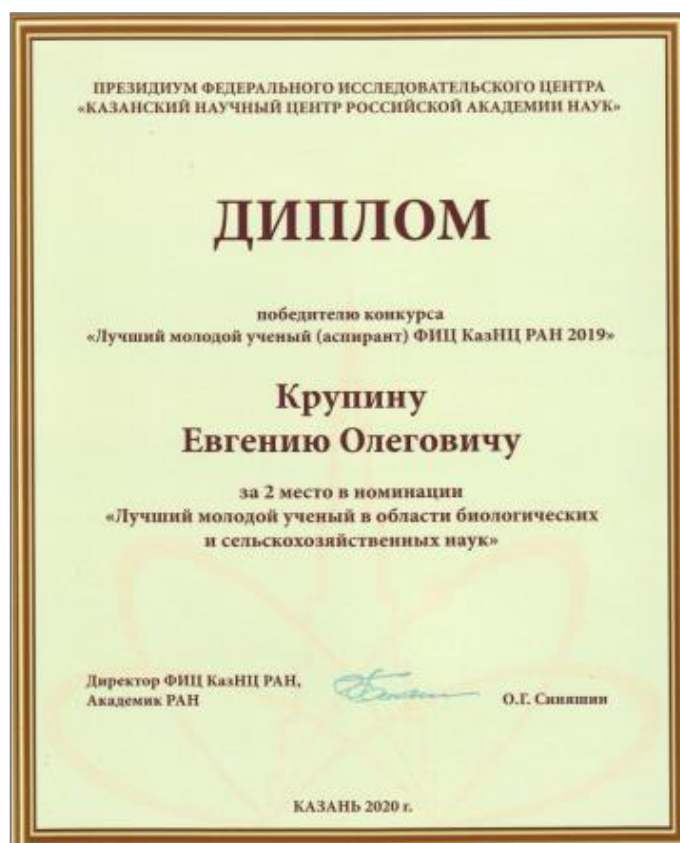 ПРЕЗИДИУМ ФЕДЕРАЛЬНОГО ИССЛЕДОВАТЕЛЬСКОГО ЦЕНТРА
«КАЗАНСКИЙ НАУЧНЫЙ ЦЕНТР РОССИЙСКОЙ АКАДЕМИИ НАУК»
ДИПЛОМ
победителю конкурса
«Лучший молодой ученый (аспирант) ФИЦ КазНЦ РАН 2019»
Крупину
Евгению Олеговичу
за 2 место в номинации
«Лучший молодой ученый в области биологических
и сельскохозяйственных наук»
Директор ФИЦ КазНЦ РАН,
Академик РАН
О.Г. Синяшин
КАЗАНЬ 2020 г.